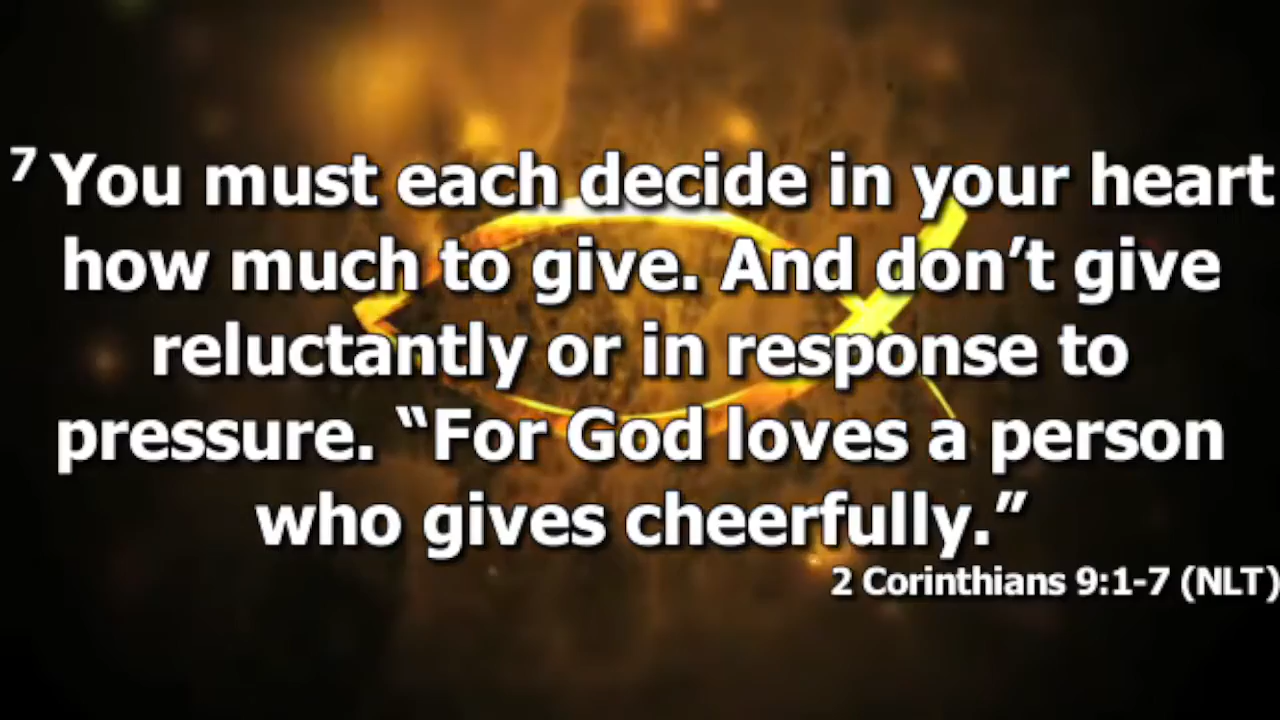 7 You must each decide in your heart
how much to give. And don’t give
reluctantly or in response to
pressure. “For God loves a person
who gives cheerfully.”
2 Corinthians 9:1-7 (NLT)